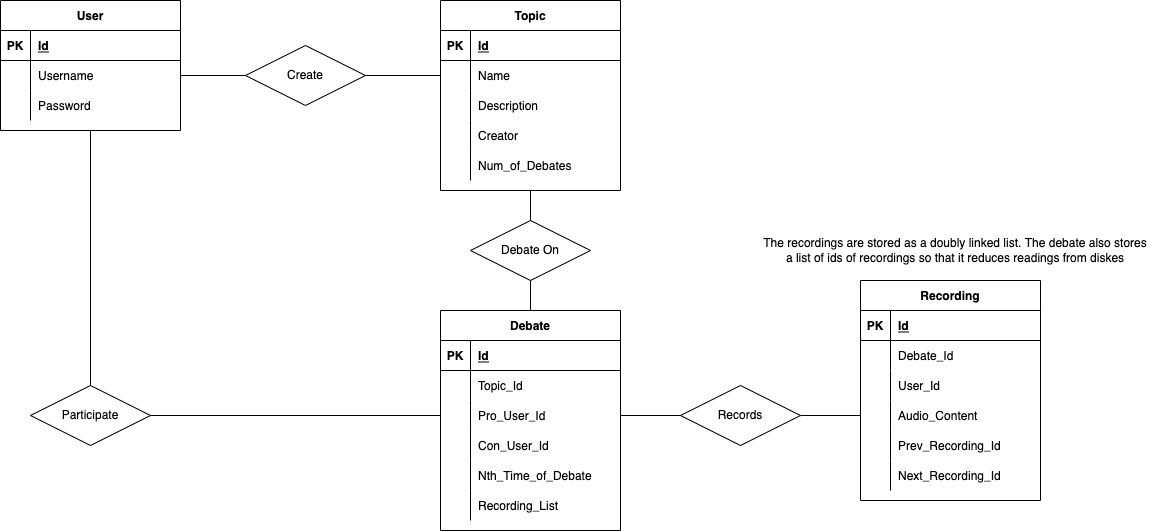 User
PK Id
Username
Password
Create
Topic
PK Id
Name
Description
Creator
Num_of_Debates
Debate On
The recordings are stored as a doubly linked list. The debate also stores
a list of ids of recordings so that it reduces readings from diskes
Participate
Debate
PK Id
Topic_Id
Pro_User_Id
Con_User_Id
Nth_Time_of_Debate
Recording_List
Records
Recording
PK Id
Debate_Id
User_Id
Audio_Content
Prev_Recording_Id
Next_Recording_Id